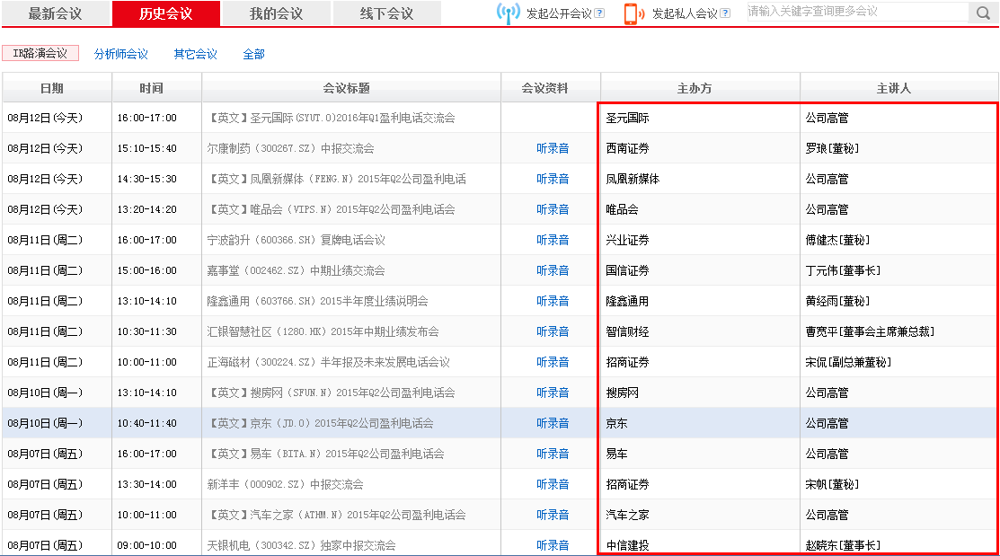 最新会议 历史会议 我的会议 线下会议 发起公开会议? 发起私人会议? 请输入关键字查询更多会议
IR路演会议 分析师会议 其它会议 全部
日期 时间 会议标题 会议资料 主办方 主讲人
08月12日(今天) 16:00-17:00 【英文】圣元国际(SYUT.O)2016年Q1盈利电话交流会 圣元国际 公司高管
08月12日(今天) 15:10-15:40 尔康制药（300267.SZ）中报交流会 听录音 西南证券 罗琅[董秘]
08月12日(今天) 14:30-15:30 【英文】凤凰新媒体（FENG.N）2015年Q2公司盈利电话 听录音 凤凰新媒体 公司高管
08月12日(今天) 13:20-14:20 【英文】唯品会（VIPS.N）2015年Q2公司盈利电话会 听录音 唯品会 公司高管
08月11日(周二) 16:00-17:00 宁波韵升（600366.SH）复牌电话会议 听录音 兴业证券 傅健杰[董秘]
08月11日(周二) 15:00-16:00 嘉事堂（002462.SZ）中期业绩交流会 听录音 国信证券 丁元伟[董事长]
08月11日(周二) 13:10-14:10 隆鑫通用（603766.SH）2015半年度业绩说明会 听录音 隆鑫通用 黄经雨[董秘]
08月11日(周二) 10:30-11:30 汇银智慧社区（1280.HK）2015年中期业绩发布会 听录音 智信财经 曹宽平[董事会主席兼总裁]
08月11日(周二) 10:00-11:00 正海磁材（300224.SZ）半年报及未来发展电话会议 听录音 招商证券 宋侃[副总兼董秘]
08月10日(周一) 13:10-14:10 【英文】搜房网（SFUN.N）2015年Q2公司盈利电话会 听录音 搜房网 公司高管
08月10日(周一) 10:40-11:40 【英文】京东（JD.O）2015年Q2公司盈利电话会 听录音 京东 公司高管
08月07日(周五) 16:00-17:00 【英文】易车（BITA.N）2015年Q2公司盈利电话会 听录音 易车 公司高管
08月07日(周五) 13:30-14:00 新洋丰（000902.SZ）中报交流会 听录音 招商证券 宋帆[董秘]
08月07日(周五) 10:00-11:00 【英文】汽车之家（ATHM.N）2015年Q2公司盈利电话会 听录音 汽车之家 公司高管
08月07日(周五) 09:00-10:00 天银机电（300342.SZ）独家中报交流会 听录音 中信建投 赵晓东[董事长]